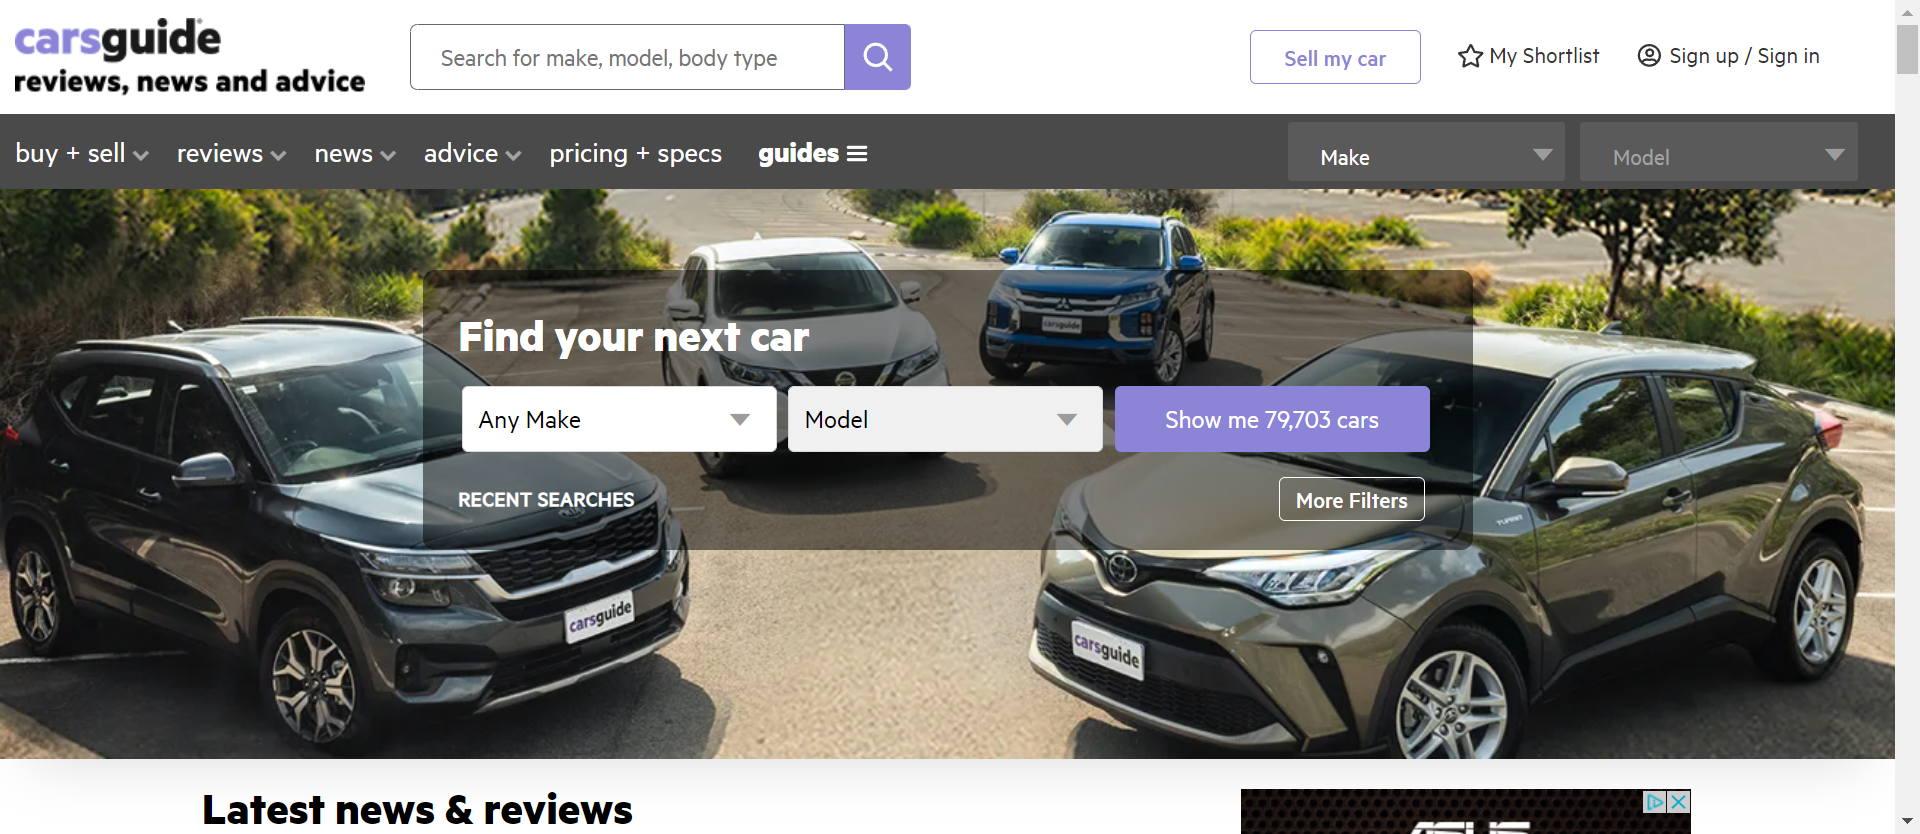 carsguide
reviews, news and advice
Search for make, model, body type
Sell my car
My Shortlist
Sign up / Sign in
buy + sell
reviews
news
advice
pricing + specs
guides
Make
Model
Find your next car
Any Make
Model
Show me 79,703 cars
RECENT SEARCHES
More Filters
carsguide
carsguide
carsguide
Latest news & reviews